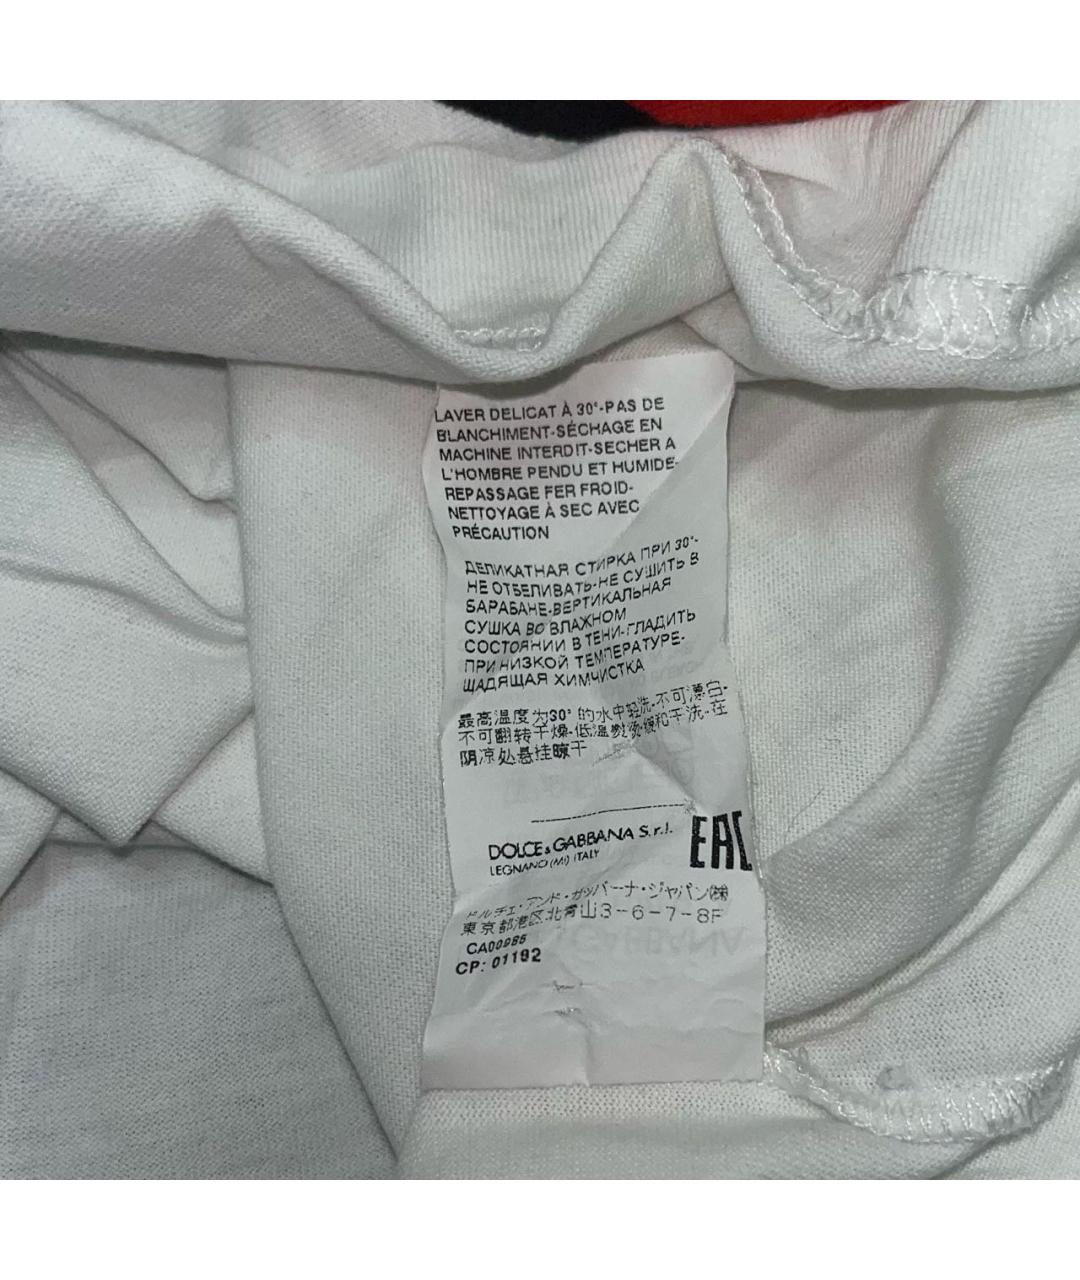 LAVER DELICAT À 30°-PAS DE
BLANCHIMENT-SÉCHAGE EN
MACHINE INTERDIT-SECHER A
L'HOMBRE PENDU ET HUMIDE-
REPASSAGE FER FROID-
NETTOYAGE À SEC AVEC
PRÉCAUTION
ДЕЛИКАТНАЯ СТИРКА ПРИ 30°-
НЕ ОТБЕЛИВАТЬ-НЕ СУШИТЬ В
БАРАБАНЕ-ВЕРТИКАЛЬНАЯ
СУШКА ВО ВЛАЖНОМ
СОСТОЯНИИ В ТЕНИ-ГЛАДИТЬ
ПРИ НИЗКОЙ ТЕМПЕРАТУРЕ-
ЩАДЯЩАЯ ХИМЧИСТКА
最高温度为30°的水中轻洗-不可漂白-
不可翻转干燥-低温熨烫-缓和干洗-在
阴凉处悬挂晾干
DOLCE&GABBANA S.r.l.
LEGNANO (MI) ITALY
EAC
ドルチェ・アンド・ガッバーナ・ジャパン㈱
東京都港区北青山3-6-7-8F
CA00985
CP: 01192